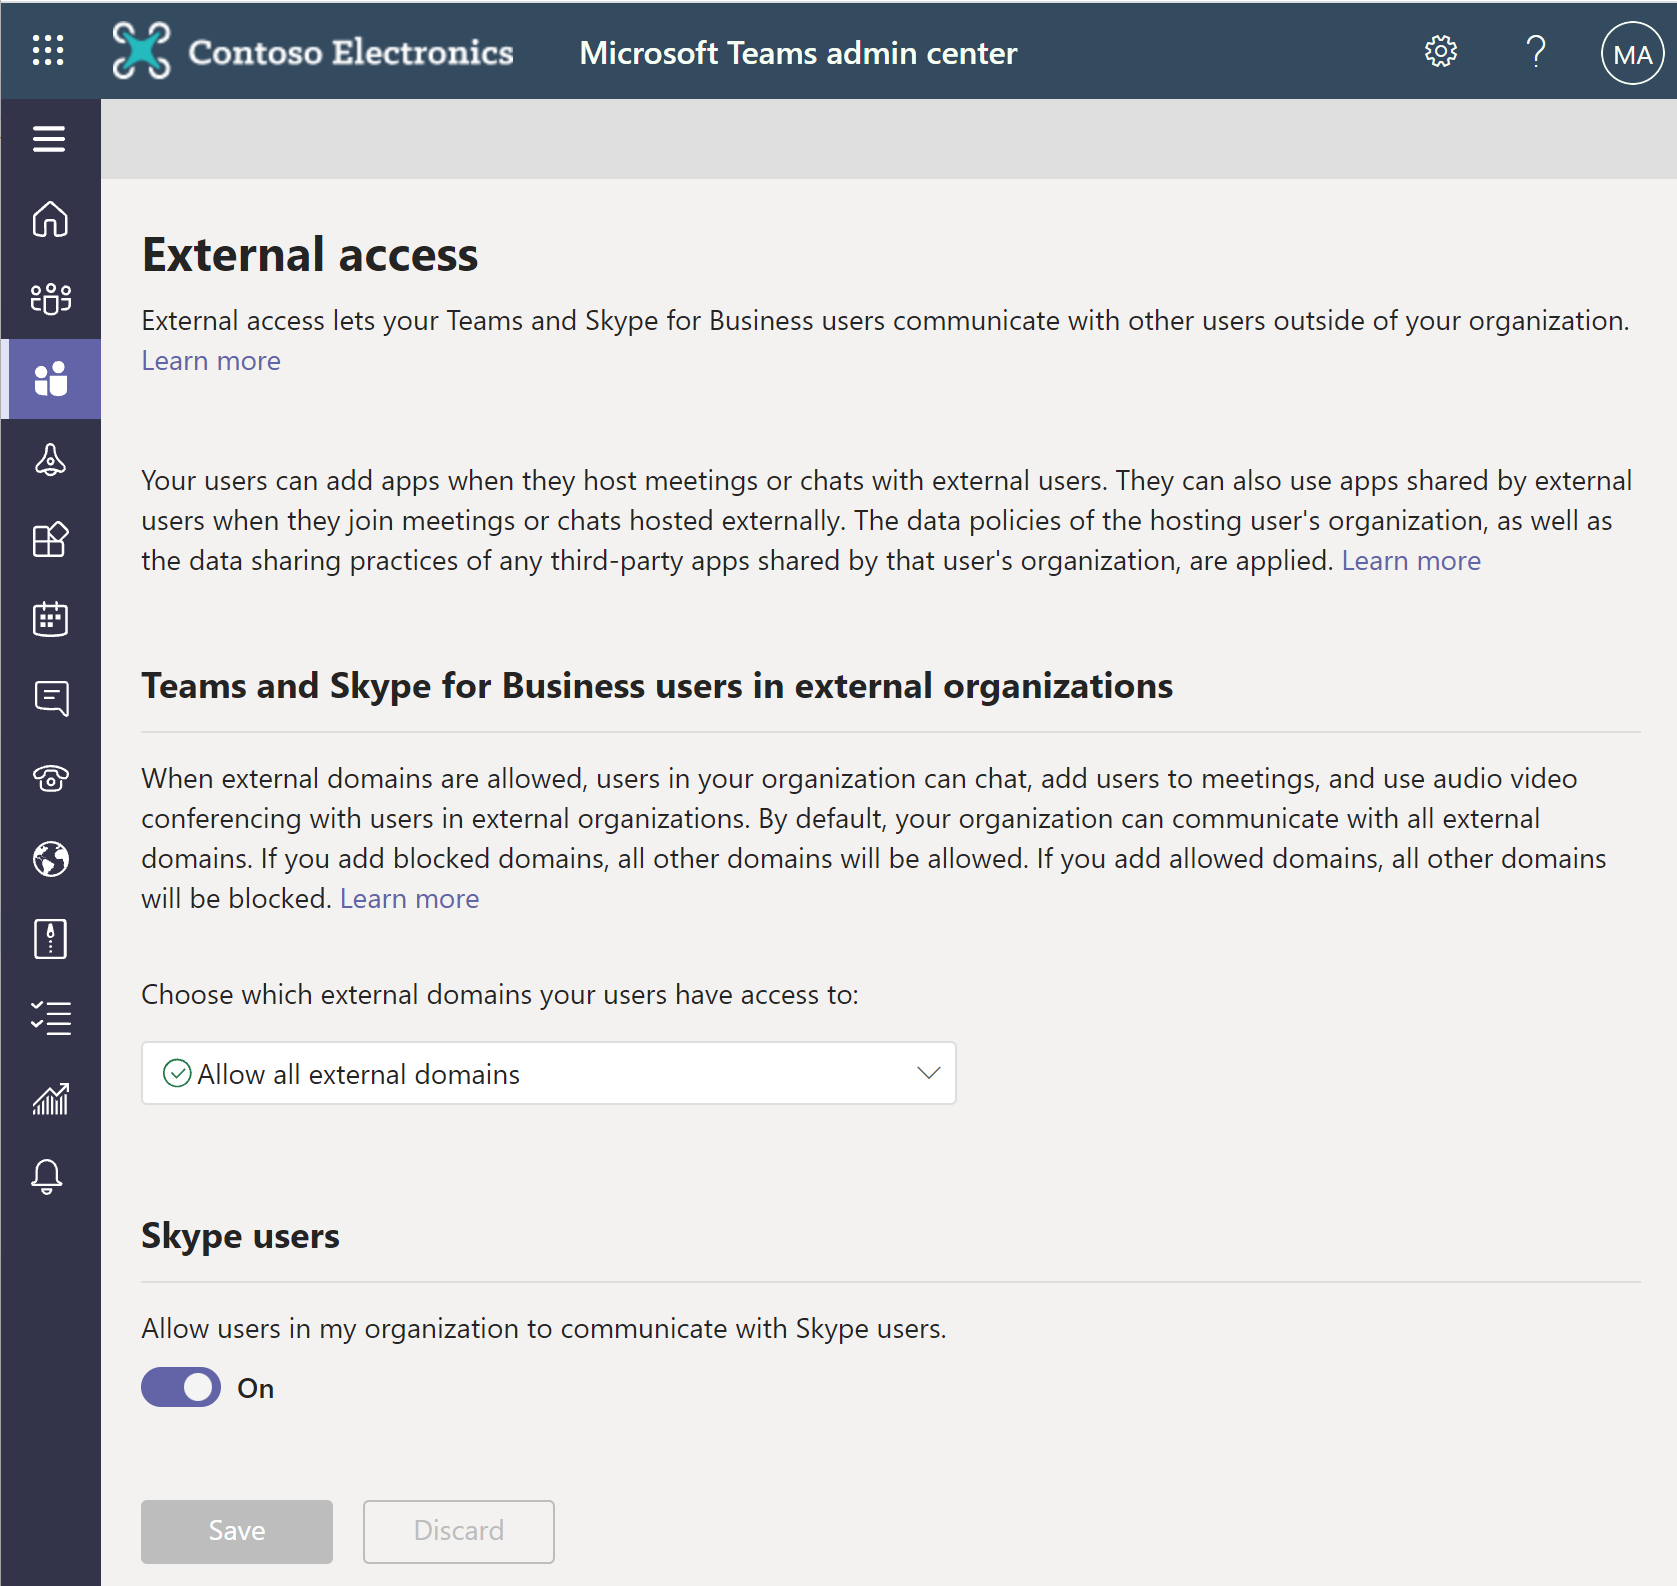 Contoso Electronics
Microsoft Teams admin center
?
MA
External access
External access lets your Teams and Skype for Business users communicate with other users outside of your organization.
Learn more
Your users can add apps when they host meetings or chats with external users. They can also use apps shared by external
users when they join meetings or chats hosted externally. The data policies of the hosting user's organization, as well as
the data sharing practices of any third-party apps shared by that user's organization, are applied. Learn more
Teams and Skype for Business users in external organizations
When external domains are allowed, users in your organization can chat, add users to meetings, and use audio video
conferencing with users in external organizations. By default, your organization can communicate with all external
domains. If you add blocked domains, all other domains will be allowed. If you add allowed domains, all other domains
will be blocked. Learn more
Choose which external domains your users have access to:
Allow all external domains
Skype users
Allow users in my organization to communicate with Skype users.
On
Save
Discard